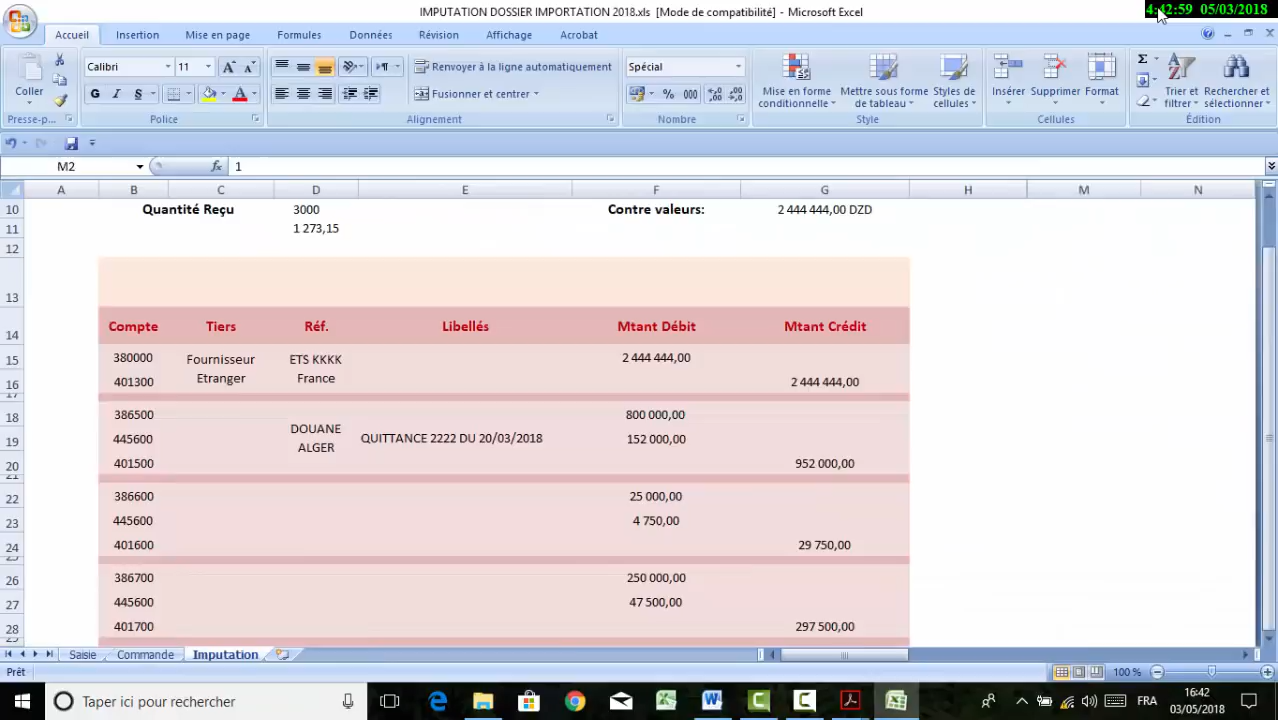 IMPUTATION DOSSIER IMPORTATION 2018.xls [Mode de compatibilité] - Microsoft Excel
4:42:59 05/03/2018
Accueil Insertion Mise en page Formules Données Révision Affichage Acrobat
Coller
Calibri 11
G I S
Renvoyer à la ligne automatiquement
Fusionner et centrer
Spécial
% 000
Mise en forme conditionnelle
Mettre sous forme de tableau
Styles de cellules
Insérer Supprimer Format
Trier et filtrer
Rechercher et sélectionner
Presse-p... Police Alignement Nombre Style Cellules Édition
M2 fx 1
A B C D E F G H M N
10 Quantité Reçu 3000 Contre valeurs: 2 444 444,00 DZD
11 1 273,15
12
13
14 Compte Tiers Réf. Libellés Mtant Débit Mtant Crédit
15 380000 Fournisseur Etranger ETS KKKK France 2 444 444,00
16 401300 2 444 444,00
17
18 386500 800 000,00
19 445600 DOUANE ALGER QUITTANCE 2222 DU 20/03/2018 152 000,00
20 401500 952 000,00
21
22 386600 25 000,00
23 445600 4 750,00
24 401600 29 750,00
25
26 386700 250 000,00
27 445600 47 500,00
28 401700 297 500,00
29
Saisie Commande Imputation
Prêt 100 %
Taper ici pour rechercher
FRA
16:42
03/05/2018